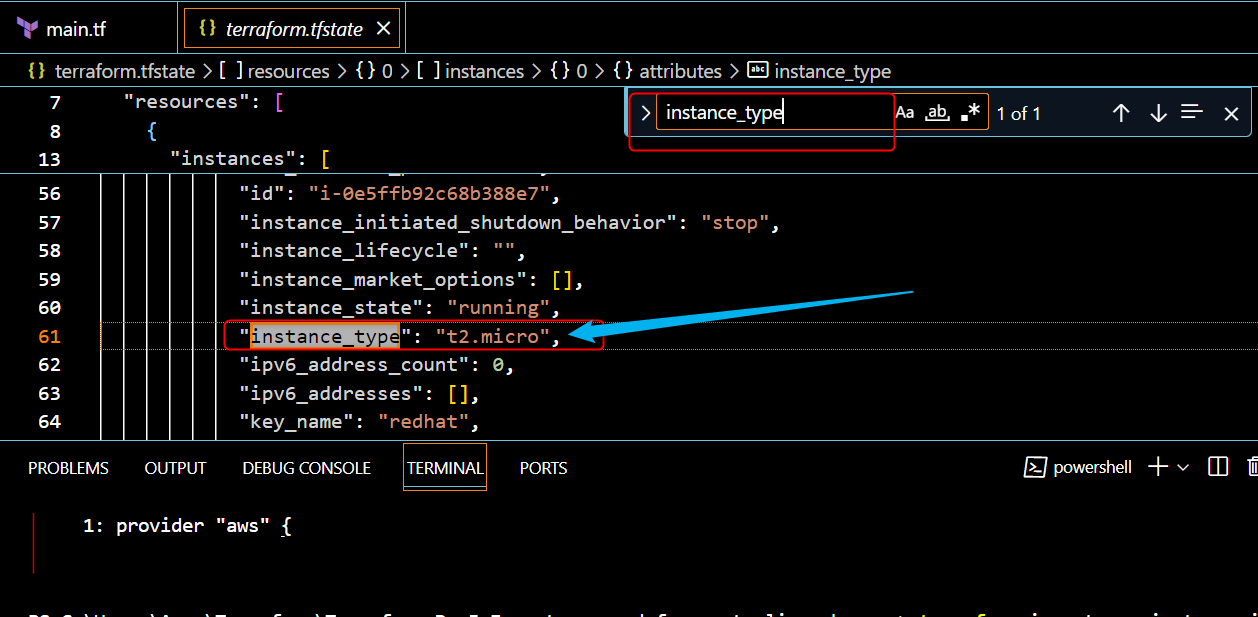 main.tf {} terraform.tfstate ×
{} terraform.tfstate > [ ] resources > {} 0 > [ ] instances > {} 0 > {} attributes > abc instance_type
7 "resources": [
> instance_type Aa ab .* 1 of 1
8 {
13 "instances": [
56 "id": "i-0e5ffb92c68b388e7",
57 "instance_initiated_shutdown_behavior": "stop",
58 "instance_lifecycle": "",
59 "instance_market_options": [],
60 "instance_state": "running",
61 "instance_type": "t2.micro",
62 "ipv6_address_count": 0,
63 "ipv6_addresses": [],
64 "key_name": "redhat",
PROBLEMS OUTPUT DEBUG CONSOLE TERMINAL PORTS powershell
1: provider "aws" {